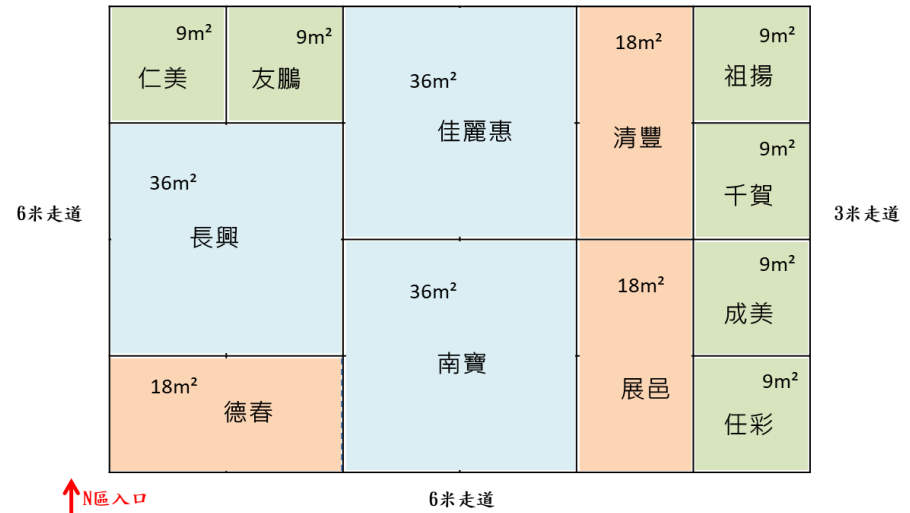 9m²
仁美
9m²
友鵬
36m²
佳麗惠
18m²
清豐
9m²
祖揚
9m²
千賀
36m²
長興
6米走道
3米走道
36m²
南寶
18m²
展邑
9m²
成美
9m²
任彩
18m²
德春
N區入口
6米走道